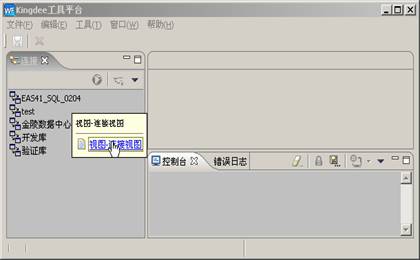 Kingdee工具平台
文件(F) 编辑(E) 工具(T) 窗口(W) 帮助(H)
连接
EAS41_SQL_0204
test
金陵数据中心
开发库
验证库
视图-连接视图
视图-连接视图
控制台 错误日志